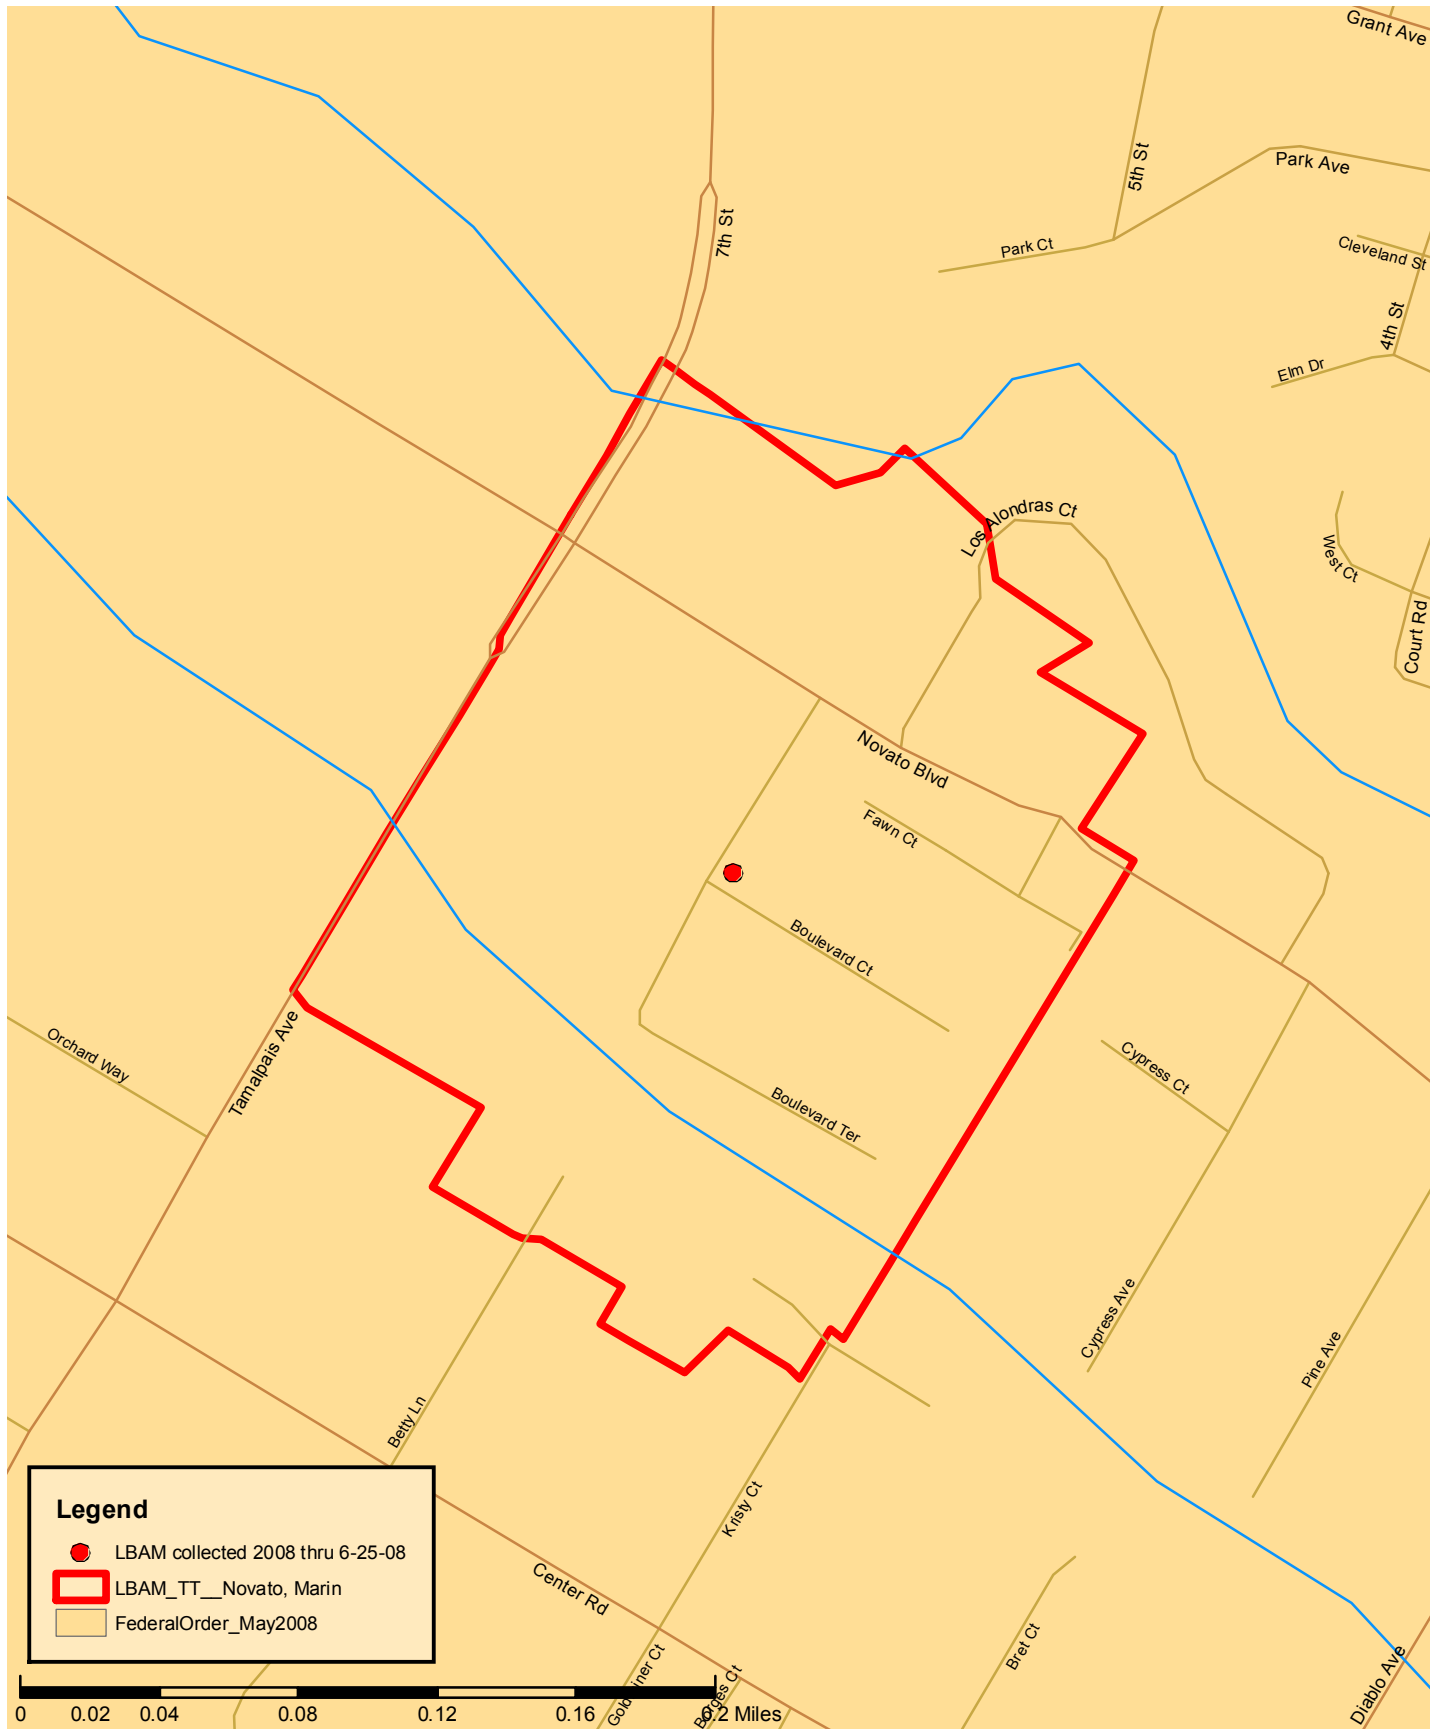 Grant Ave
5th St
Park Ave
7th St
Park Ct
Cleveland St
4th St
Elm Dr
Los Alondras Ct
West Ct
Court Rd
Novato Blvd
Fawn Ct
Boulevard Ct
Orchard Way
Tamalpais Ave
Cypress Ct
Boulevard Ter
Cypress Ave
Pine Ave
Betty Ln
Kristy Ct
Legend
LBAM collected 2008 thru 6-25-08
LBAM_TT__Novato, Marin
FederalOrder_May2008
Center Rd
Bret Ct
Diablo Ave
Ct
Ct
0 0.02 0.04 0.08 0.12 0.16 0.2 Miles